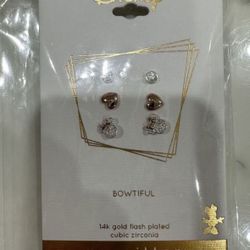 BOWTIFUL
14k gold flash plated
cubic zirconia